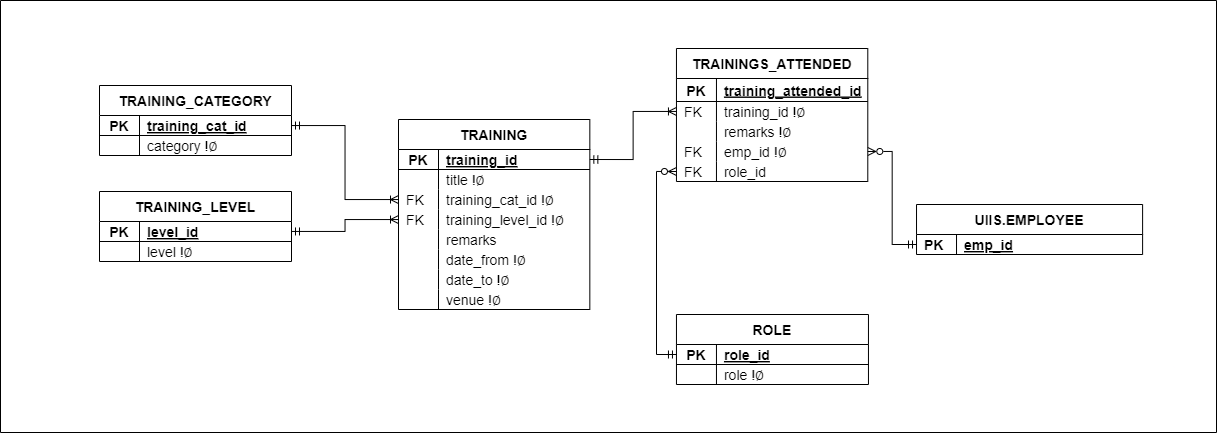 TRAINING_CATEGORY
PK training_cat_id
category !Ø
TRAINING_LEVEL
PK level_id
level !Ø
TRAINING
PK training_id
title !Ø
FK training_cat_id !Ø
FK training_level_id !Ø
remarks
date_from !Ø
date_to !Ø
venue !Ø
TRAININGS_ATTENDED
PK training_attended_id
FK training_id !Ø
remarks !Ø
FK emp_id !Ø
FK role_id
UIIS.EMPLOYEE
PK emp_id
ROLE
PK role_id
role !Ø